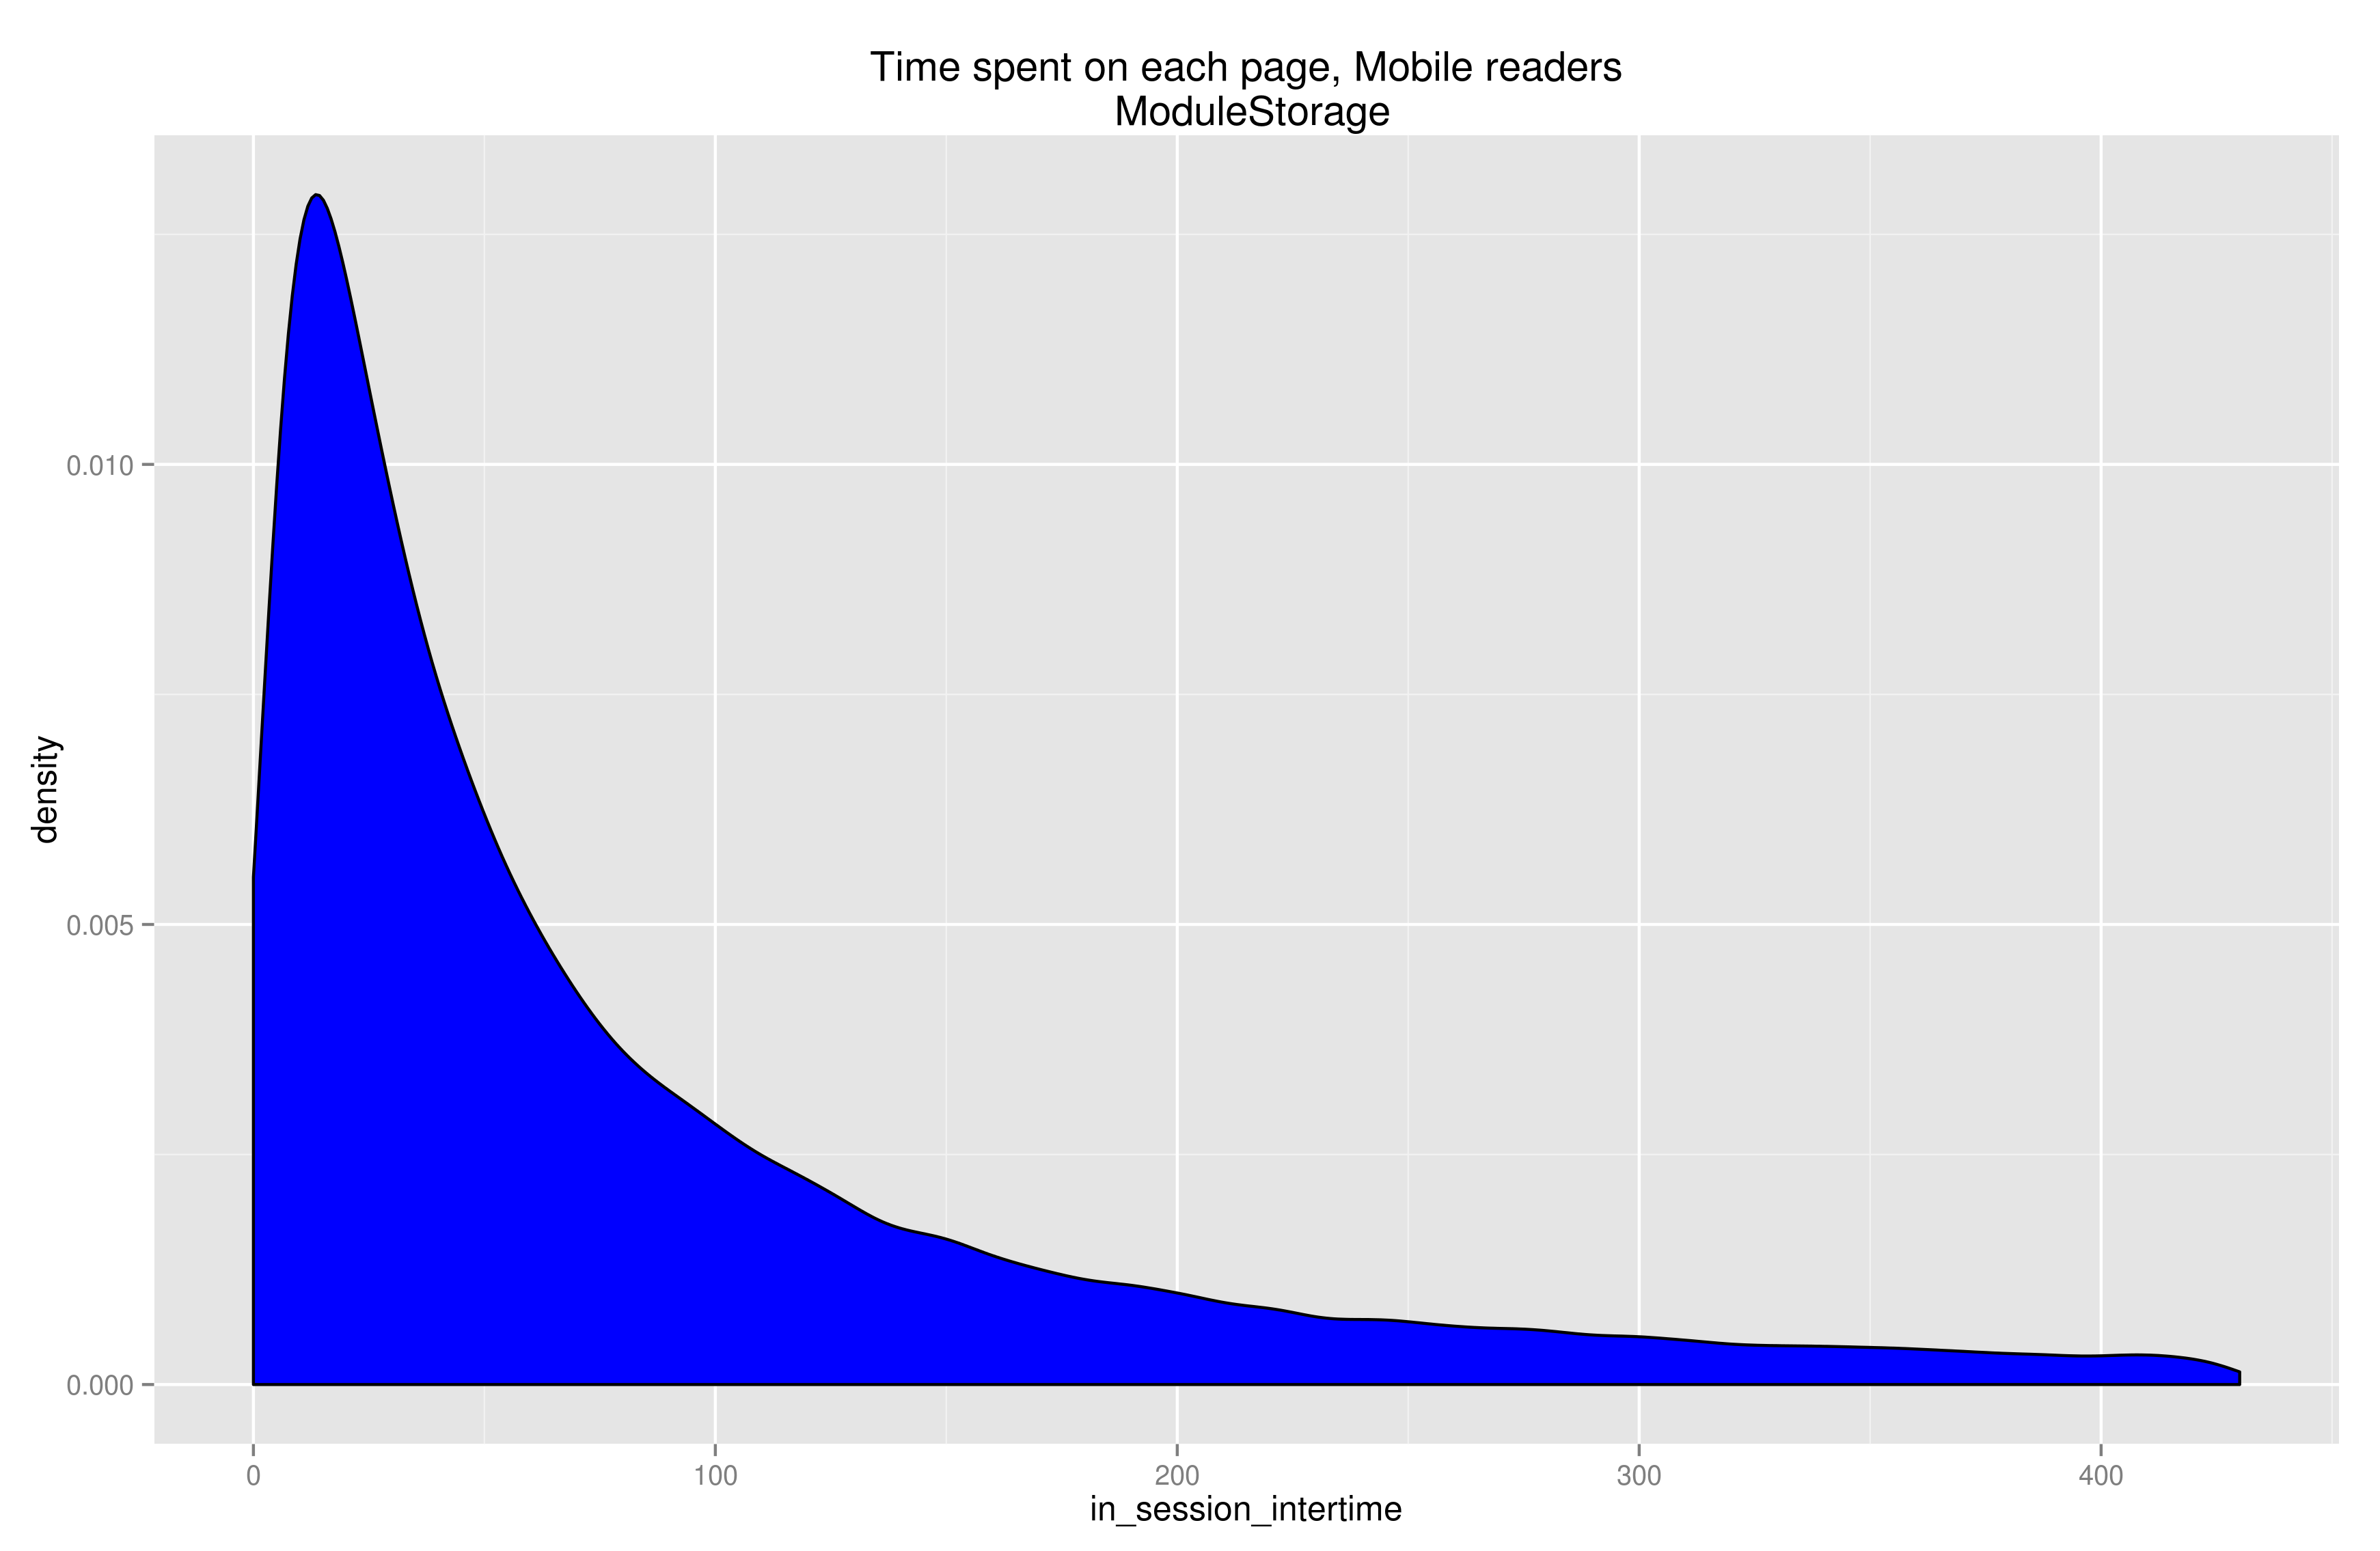 Time spent on each page, Mobile readers
ModuleStorage
density
0.010
0.005
0.000
0 100 200 300 400
in_session_intertime